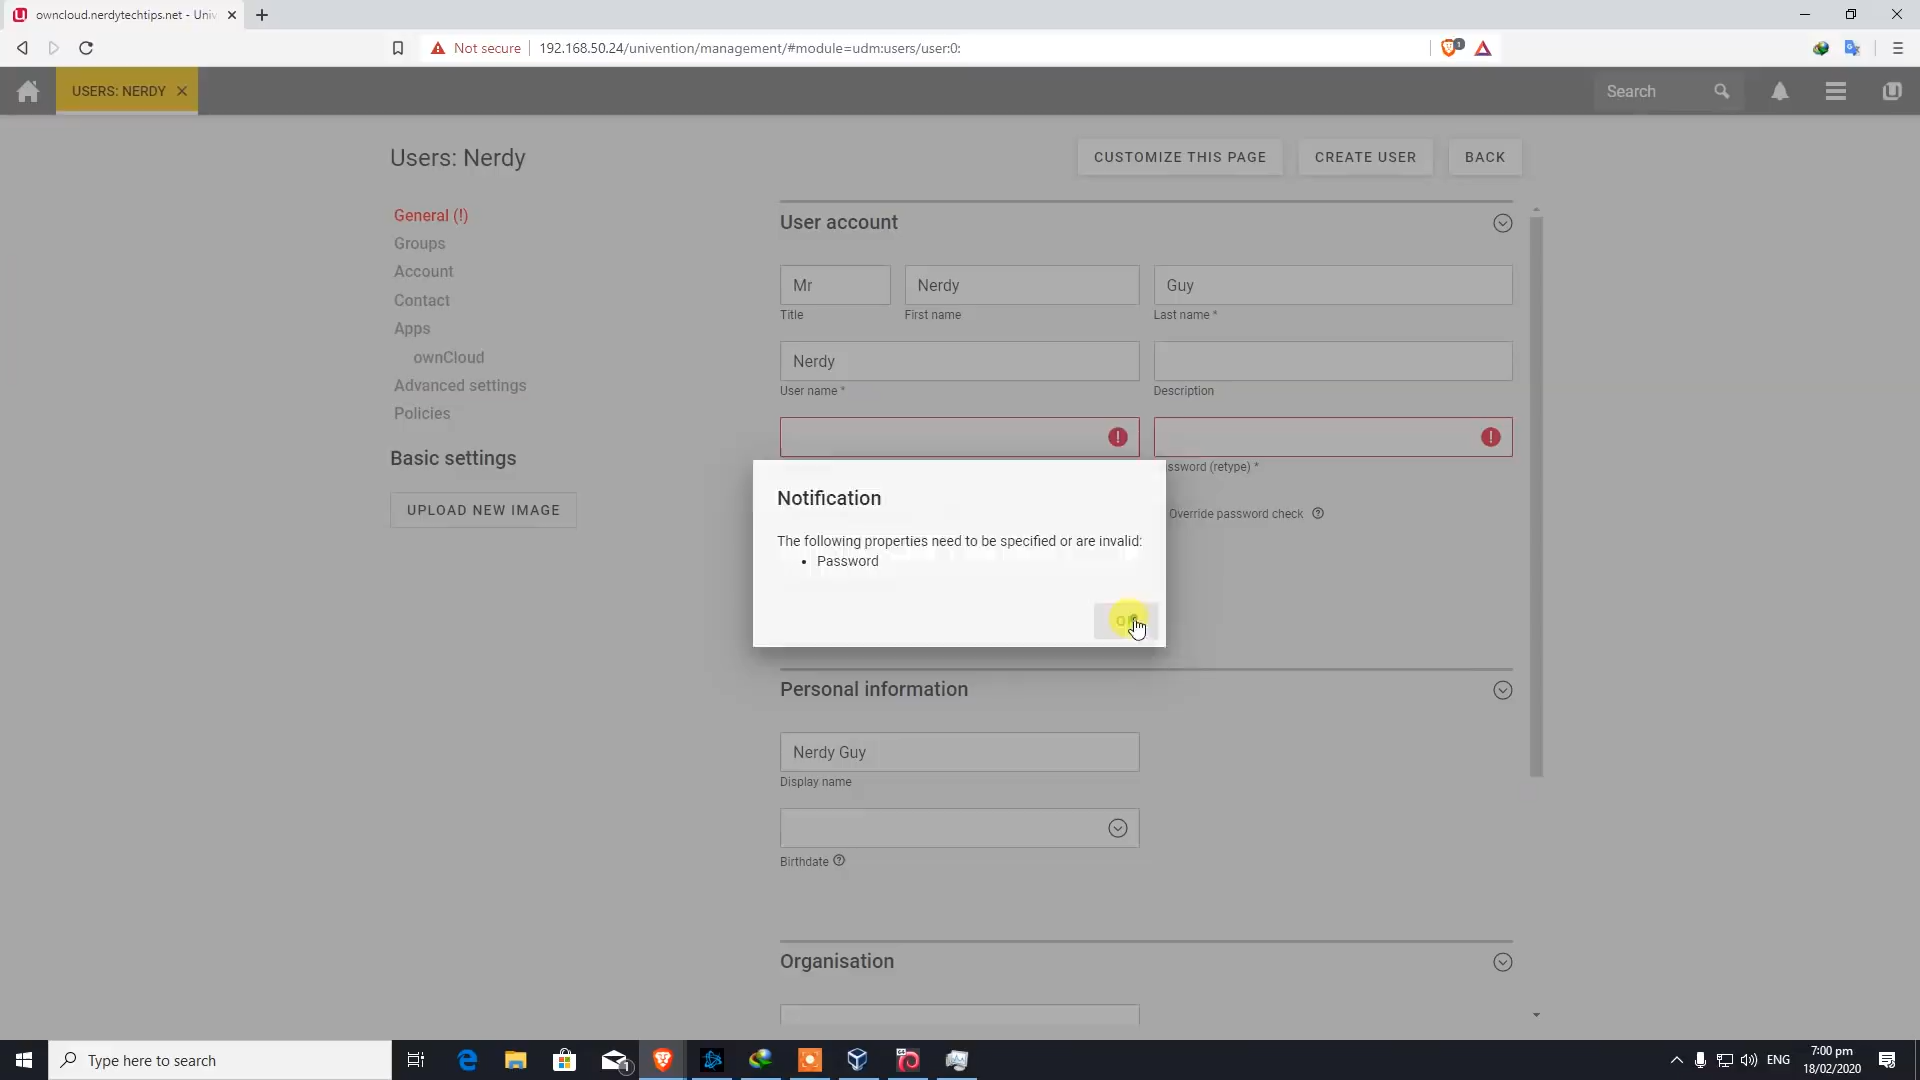 owncloud.nerdytechtips.net - Univ
Not secure
192.168.50.24/univention/management/#module=udm:users/user:0:
1
USERS: NERDY
Search
Users: Nerdy
CUSTOMIZE THIS PAGE
CREATE USER
BACK
General (!)
Groups
Account
Contact
Apps
ownCloud
Advanced settings
Policies
Basic settings
UPLOAD NEW IMAGE
User account
Mr
Nerdy
Guy
Title
First name
Last name *
Nerdy
User name *
Description
(retype) *
Override password check
Notification
The following properties need to be specified or are invalid:
• Password
Personal information
Nerdy Guy
Display name
Birthdate
Organisation
Type here to search
1
ENG
7:00 pm
18/02/2020